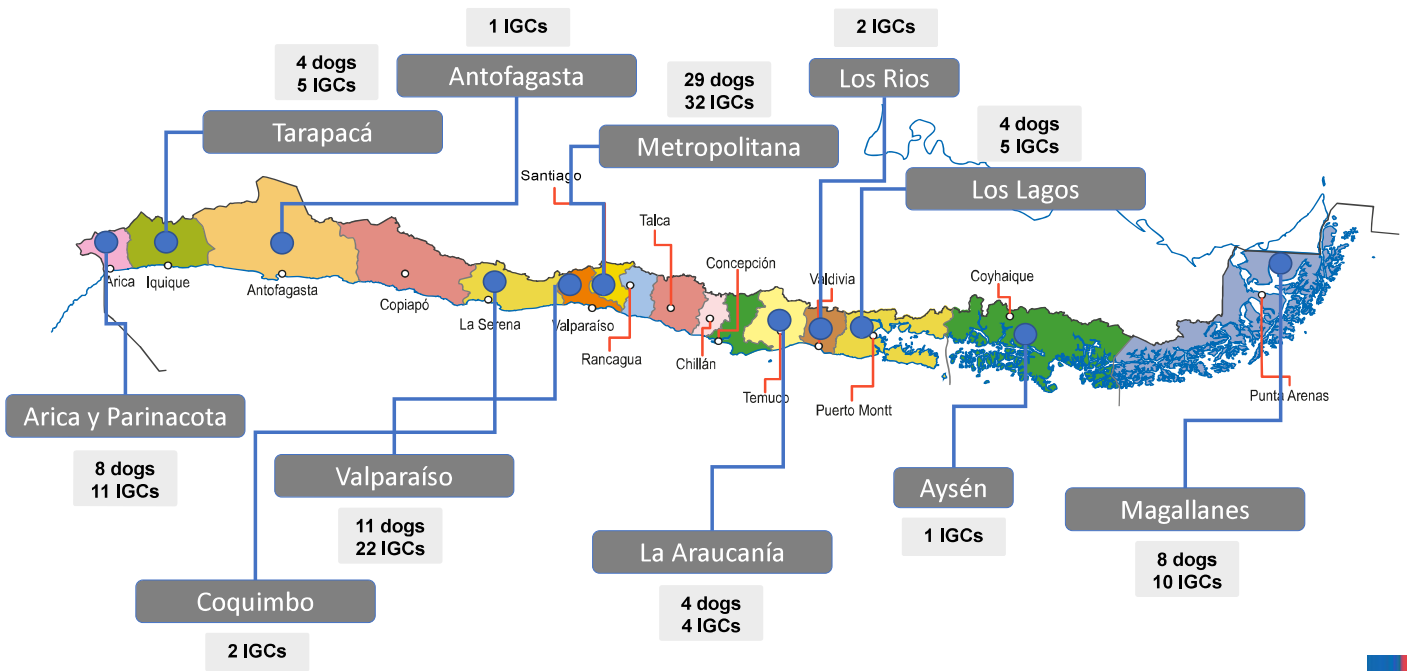 1 IGCs
Antofagasta
2 IGCs
Los Rios
4 dogs
5 IGCs
Tarapacá
29 dogs
32 IGCs
Metropolitana
4 dogs
5 IGCs
Los Lagos
Santiago
Talca
Concepción
Valdivia
Coyhaique
Arica
Iquique
Antofagasta
Copiapó
La Serena
Valparaíso
Rancagua
Chillán
Temuco
Puerto Montt
Punta Arenas
Arica y Parinacota
8 dogs
11 IGCs
Valparaíso
11 dogs
22 IGCs
Coquimbo
2 IGCs
La Araucanía
4 dogs
4 IGCs
Aysén
1 IGCs
Magallanes
8 dogs
10 IGCs